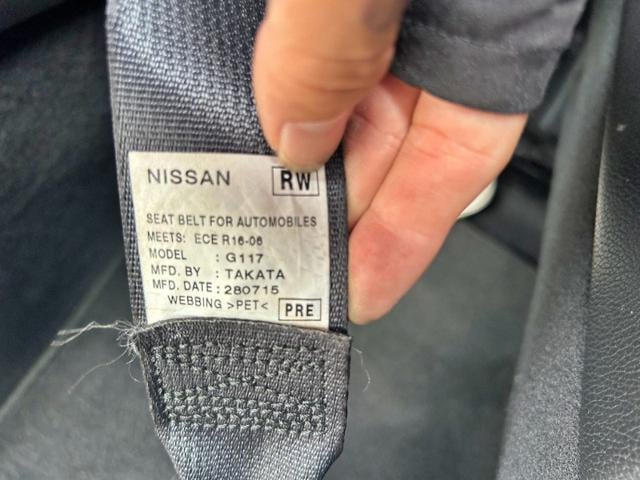 NISSAN RW
SEAT BELT FOR AUTOMOBILES
MEETS: ECE R16-06
MODEL : G117
MFD. BY : TAKATA
MFD. DATE : 280715
WEBBING >PET< PRE